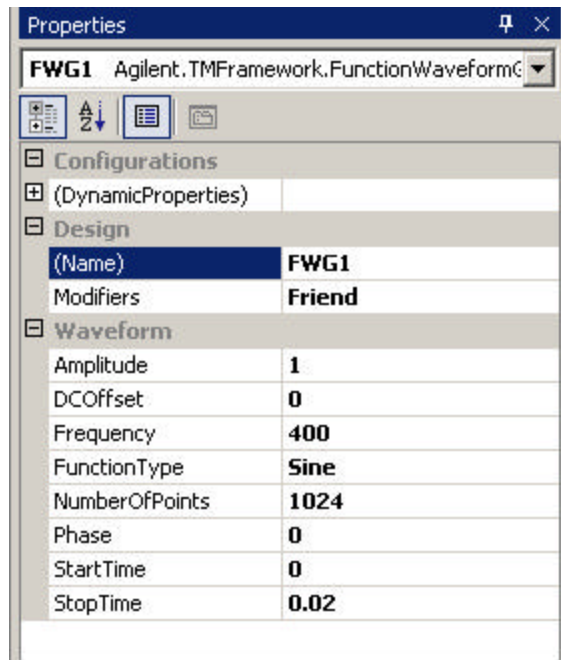 Properties
FWG1 Agilent.TMFramework.FunctionWaveformG
Configurations
(DynamicProperties)
Design
(Name) FWG1
Modifiers Friend
Waveform
Amplitude 1
DCOffset 0
Frequency 400
FunctionType Sine
NumberOfPoints 1024
Phase 0
StartTime 0
StopTime 0.02